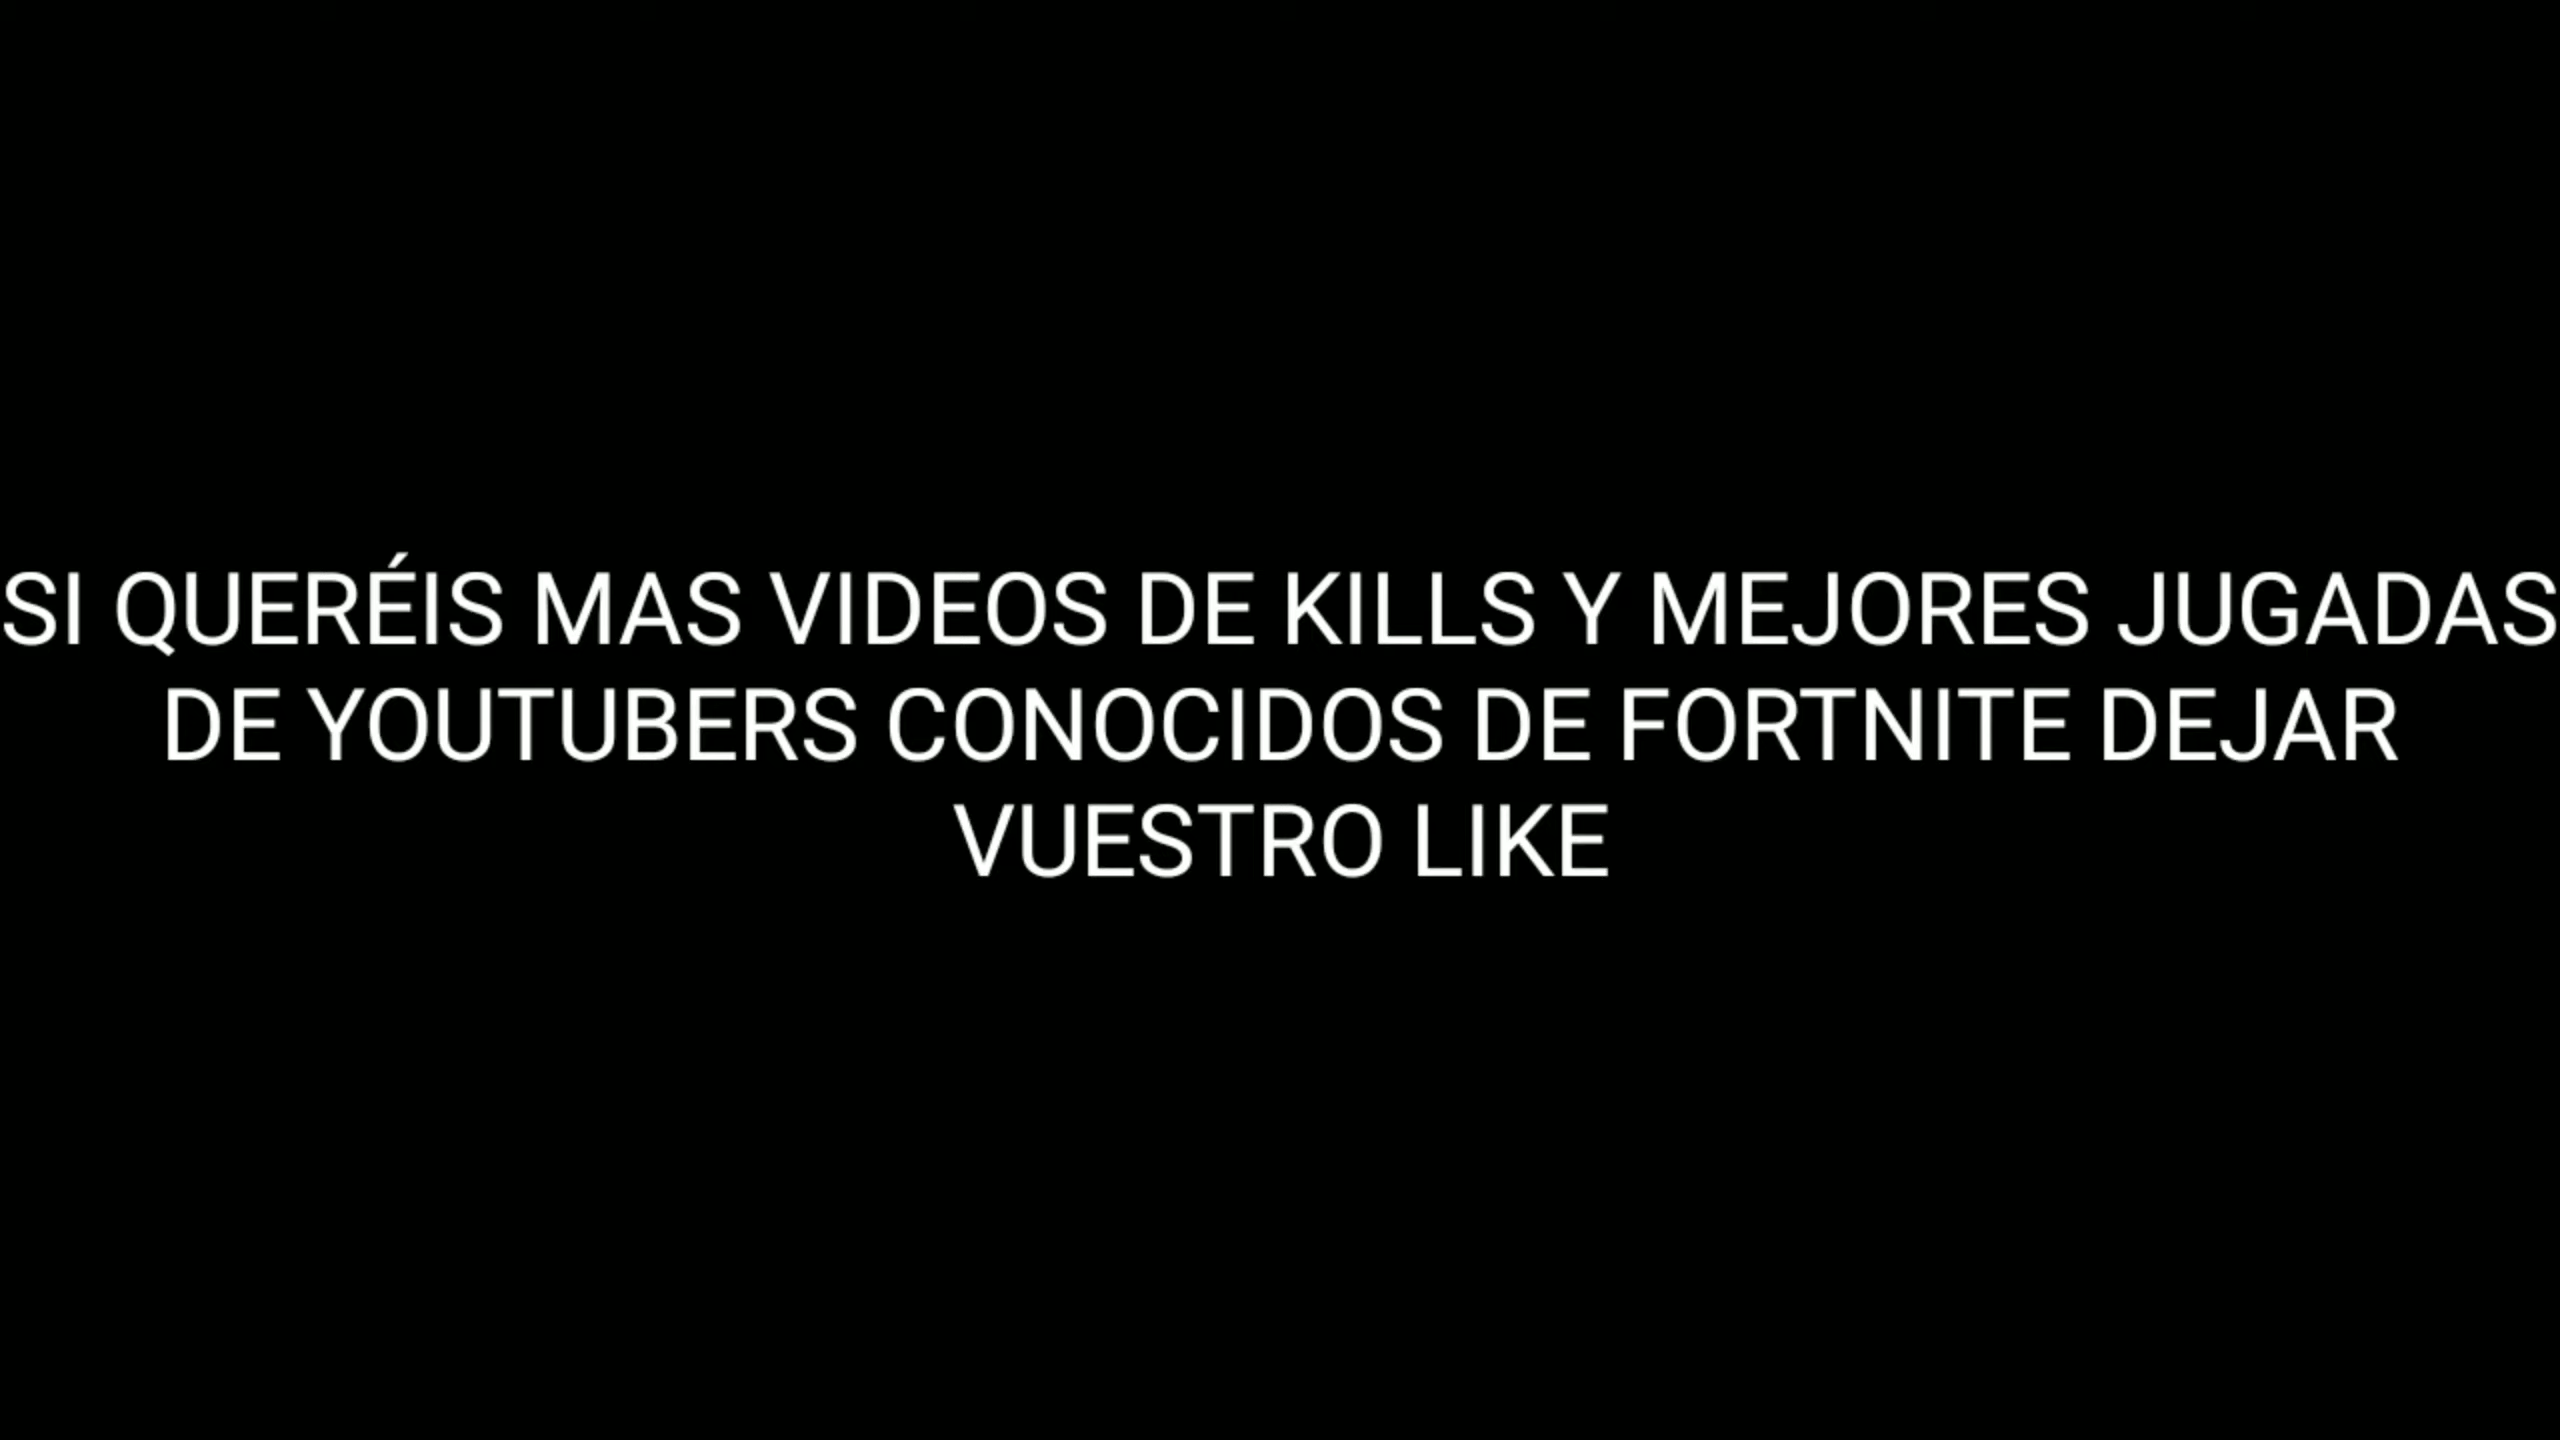 SI QUERÉIS MAS VIDEOS DE KILLS Y MEJORES JUGADAS
DE YOUTUBERS CONOCIDOS DE FORTNITE DEJAR
VUESTRO LIKE